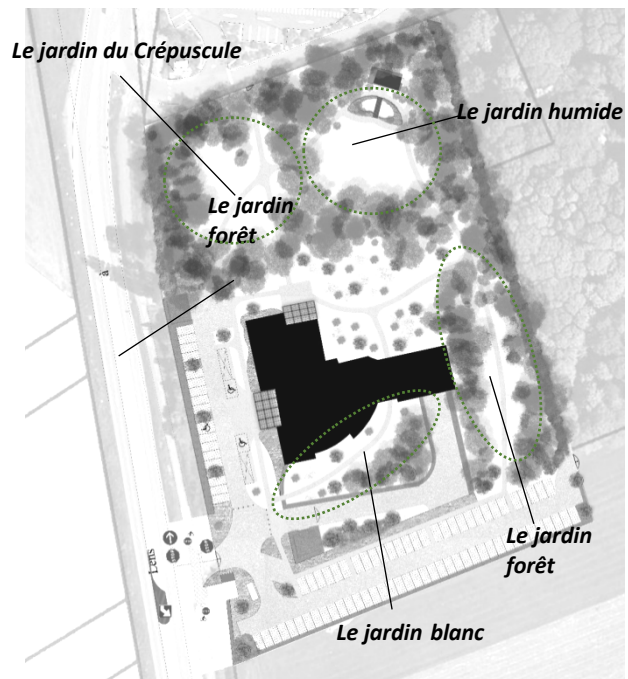 Le jardin du Crépuscule
Le jardin humide
Le jardin
forêt
Lens
Le jardin
forêt
Le jardin blanc